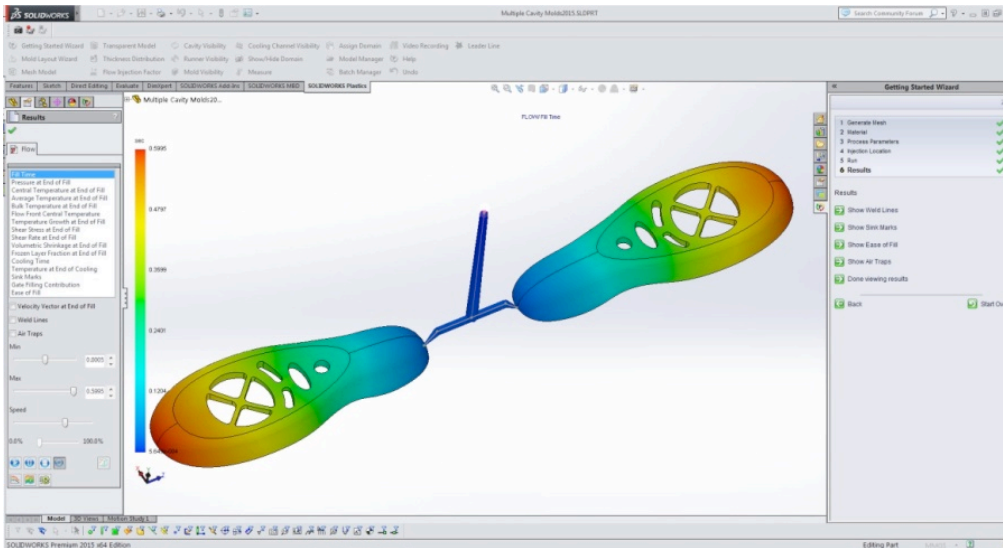 SOLIDWORKS
Multiple Cavity Molds2015.SLDPRT
Search Community Forum
Getting Started Wizard
Transparent Model
Cavity Visibility
Cooling Channel Visibility
Assign Domain
Video Recording
Leader Line
Mold Layout Wizard
Thickness Distribution
Runner Visibility
Show/Hide Domain
Model Manager
Help
Mesh Model
Flow Injection Factor
Mold Visibility
Measure
Batch Manager
Undo
Features
Sketch
Direct Editing
Evaluate
DimXpert
SOLIDWORKS Add-Ins
SOLIDWORKS MBD
SOLIDWORKS Plastics
Multiple Cavity Molds20...
FLOW/Fill Time
Results
Flow
Fill Time
Pressure at End of Fill
Central Temperature at End of Fill
Average Temperature at End of Fill
Bulk Temperature at End of Fill
Flow Front Central Temperature
Temperature Growth at End of Fill
Shear Stress at End of Fill
Shear Rate at End of Fill
Volumetric Shrinkage at End of Fill
Frozen Layer Fraction at End of Fill
Cooling Time
Temperature at End of Cooling
Sink Marks
Gate Filling Contribution
Ease of Fill
Velocity Vector at End of Fill
Weld Lines
Air Traps
Min
Max
0.5995
Speed
0.0%
100.0%
sec
0.5995
0.4797
0.3599
0.2401
0.1204
Getting Started Wizard
1 Generate Mesh
2 Material
3 Process Parameters
4 Injection Location
5 Run
6 Results
Results
Show Weld Lines
Show Sink Marks
Show Ease of Fill
Show Air Traps
Done viewing results
Back
Start Ov
Model
3D Views
Motion Study 1
SOLIDWORKS Premium 2015 x64 Edition
Editing Part